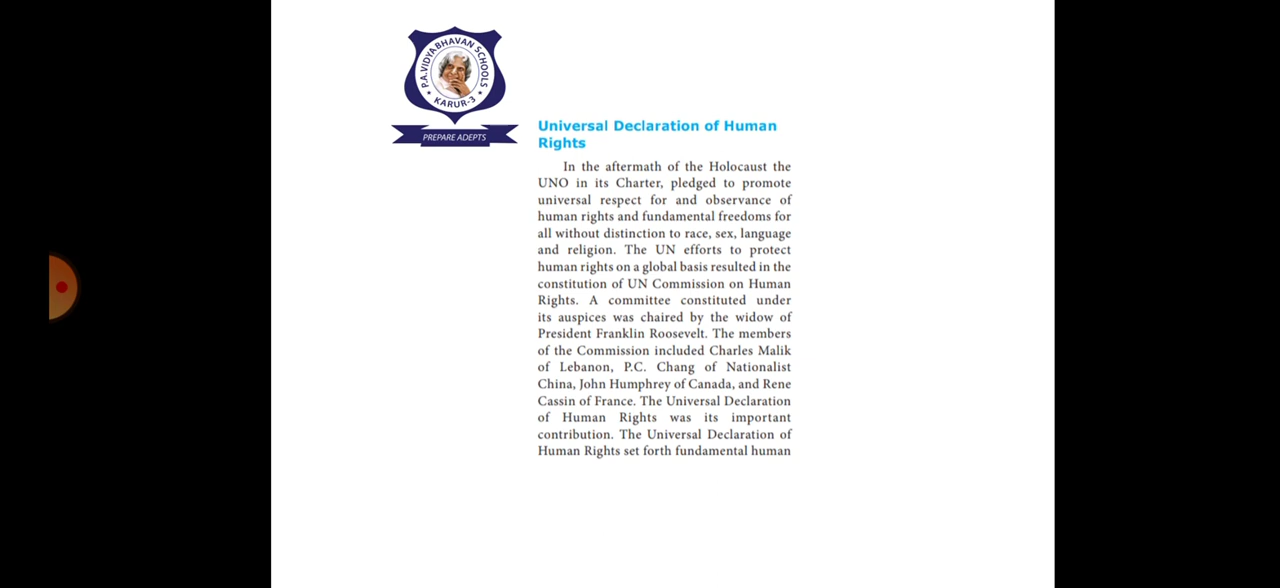 P.A.VIDYABHAVAN SCHOOLS
KARUR-3
PREPARE ADEPTS
Universal Declaration of Human
Rights
In the aftermath of the Holocaust the
UNO in its Charter, pledged to promote
universal respect for and observance of
human rights and fundamental freedoms for
all without distinction to race, sex, language
and religion. The UN efforts to protect
human rights on a global basis resulted in the
constitution of UN Commission on Human
Rights. A committee constituted under
its auspices was chaired by the widow of
President Franklin Roosevelt. The members
of the Commission included Charles Malik
of Lebanon, P.C. Chang of Nationalist
China, John Humphrey of Canada, and Rene
Cassin of France. The Universal Declaration
of Human Rights was its important
contribution. The Universal Declaration of
Human Rights set forth fundamental human